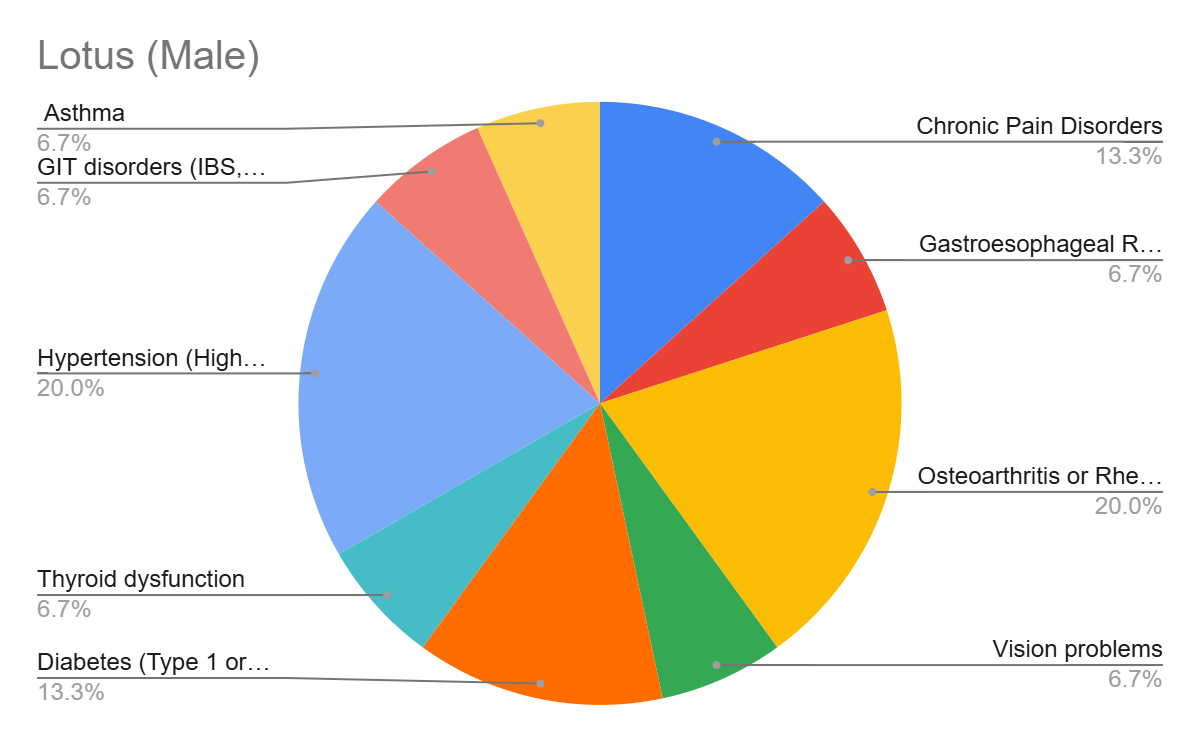 Lotus (Male)
Asthma
6.7%
GIT disorders (IBS,…
6.7%
Hypertension (High…
20.0%
Thyroid dysfunction
6.7%
Diabetes (Type 1 or…
13.3%
Chronic Pain Disorders
13.3%
Gastroesophageal R…
6.7%
Osteoarthritis or Rhe…
20.0%
Vision problems
6.7%